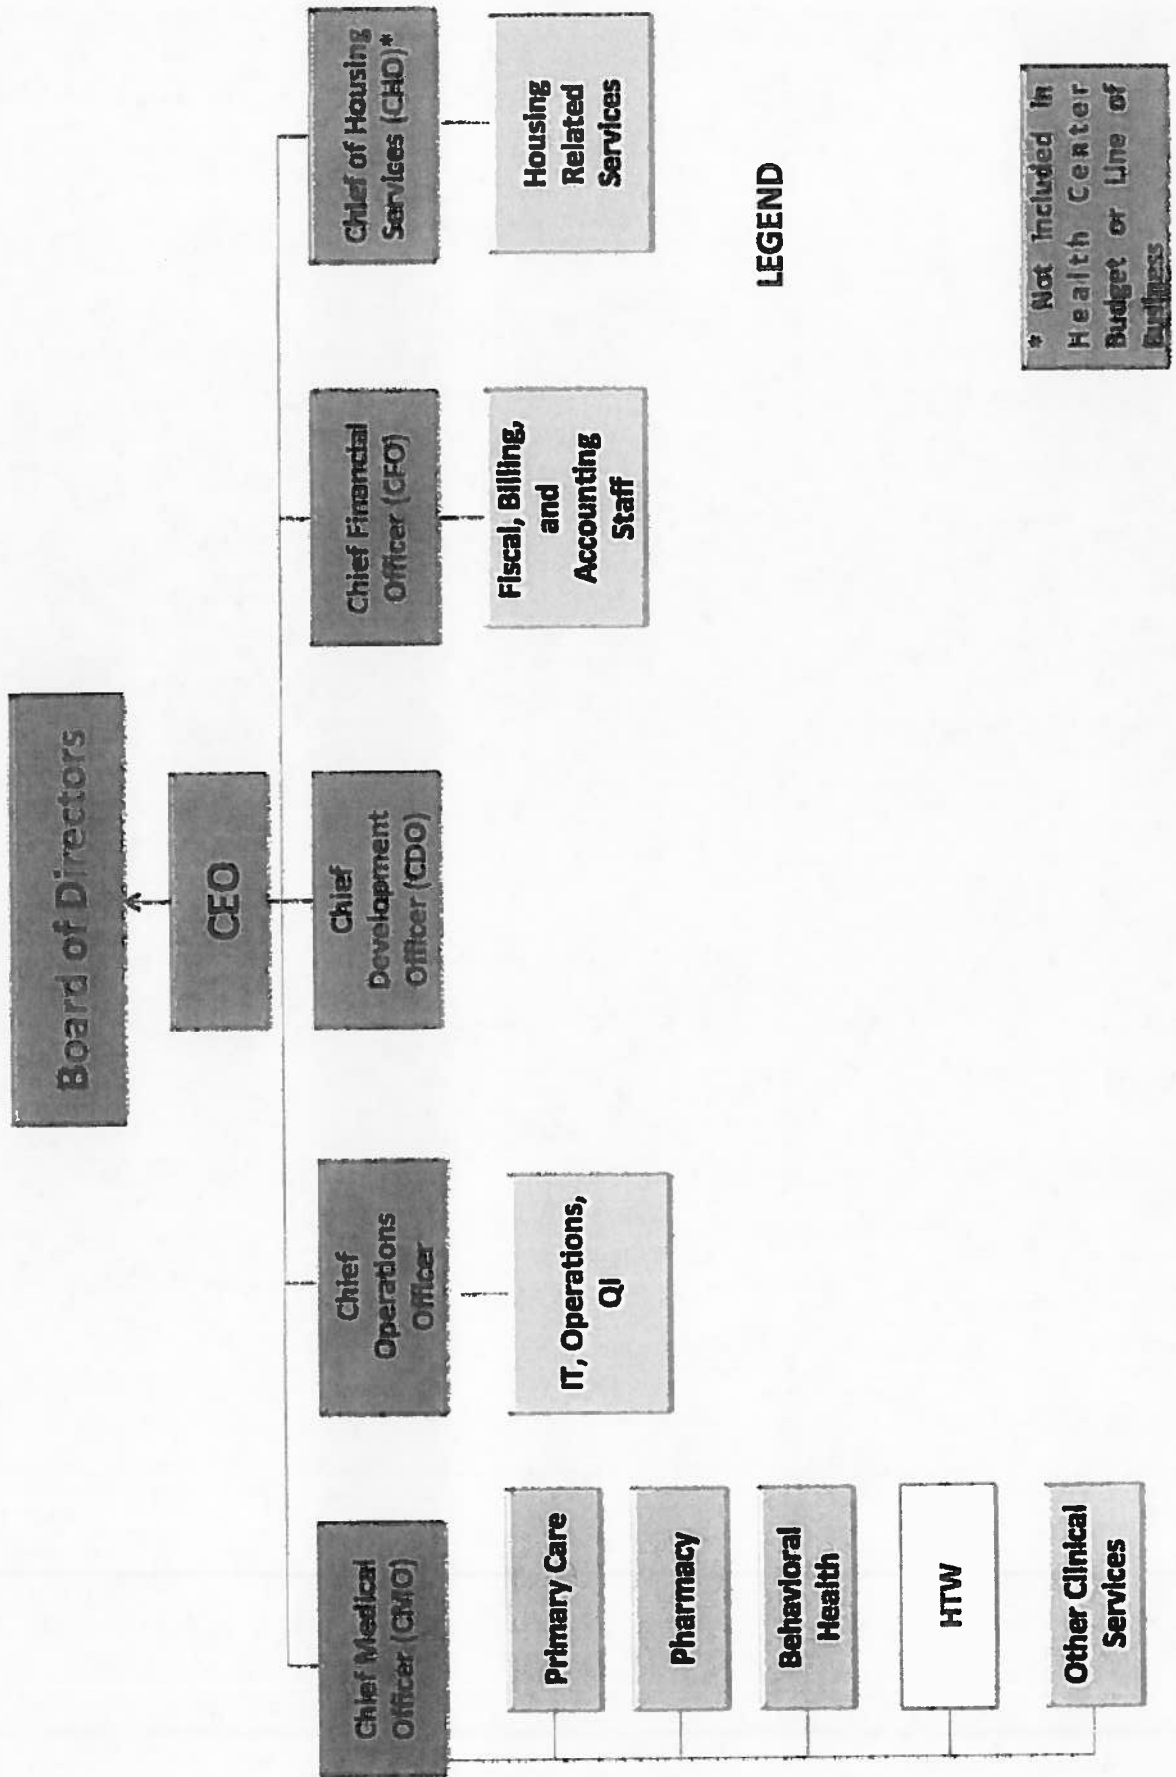 Board of Directors
CEO
Chief Medical
Officer (CMO)
Chief
Operations
Officer
Chief
Development
Officer (CDO)
Chief Financial
Officer (CFO)
Chief of Housing
Services (CHO)*
Primary Care
Pharmacy
Behavioral
Health
HTW
Other Clinical
Services
IT, Operations,
QI
Fiscal, Billing,
and
Accounting
Staff
Housing
Related
Services
LEGEND
* Not Included In
Health Center
Budget or Line of
Business